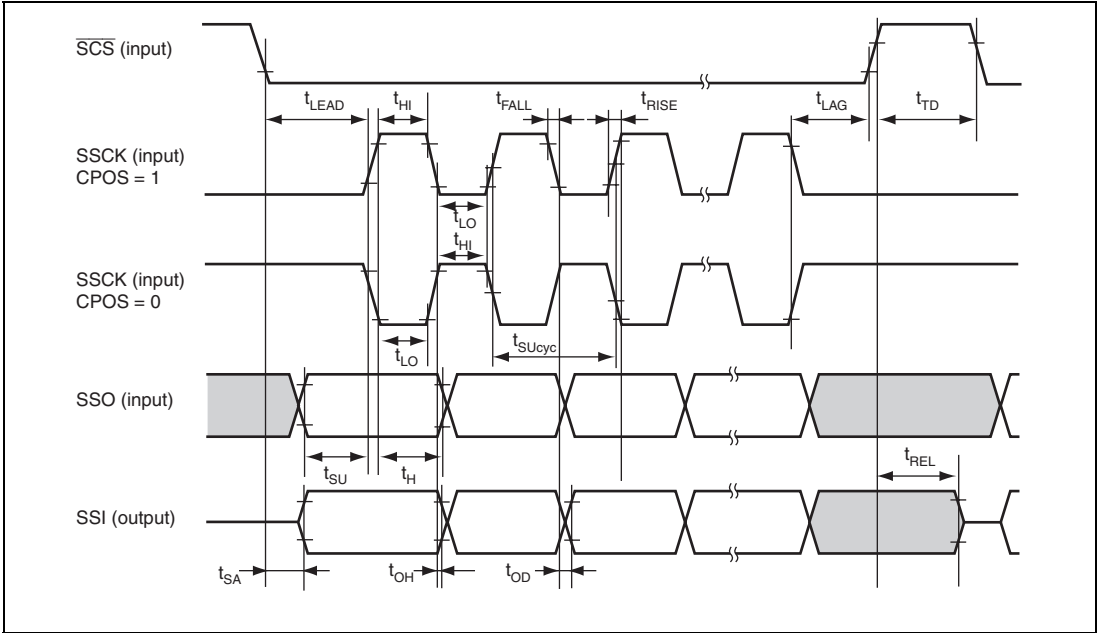 SCS (input)
tLEAD tHI tFALL tRISE tLAG tTD
SSCK (input)
CPOS = 1
tLO
tHI
SSCK (input)
CPOS = 0
tLO tSUcyc
SSO (input)
tSU tH tREL
SSI (output)
tSA tOH tOD